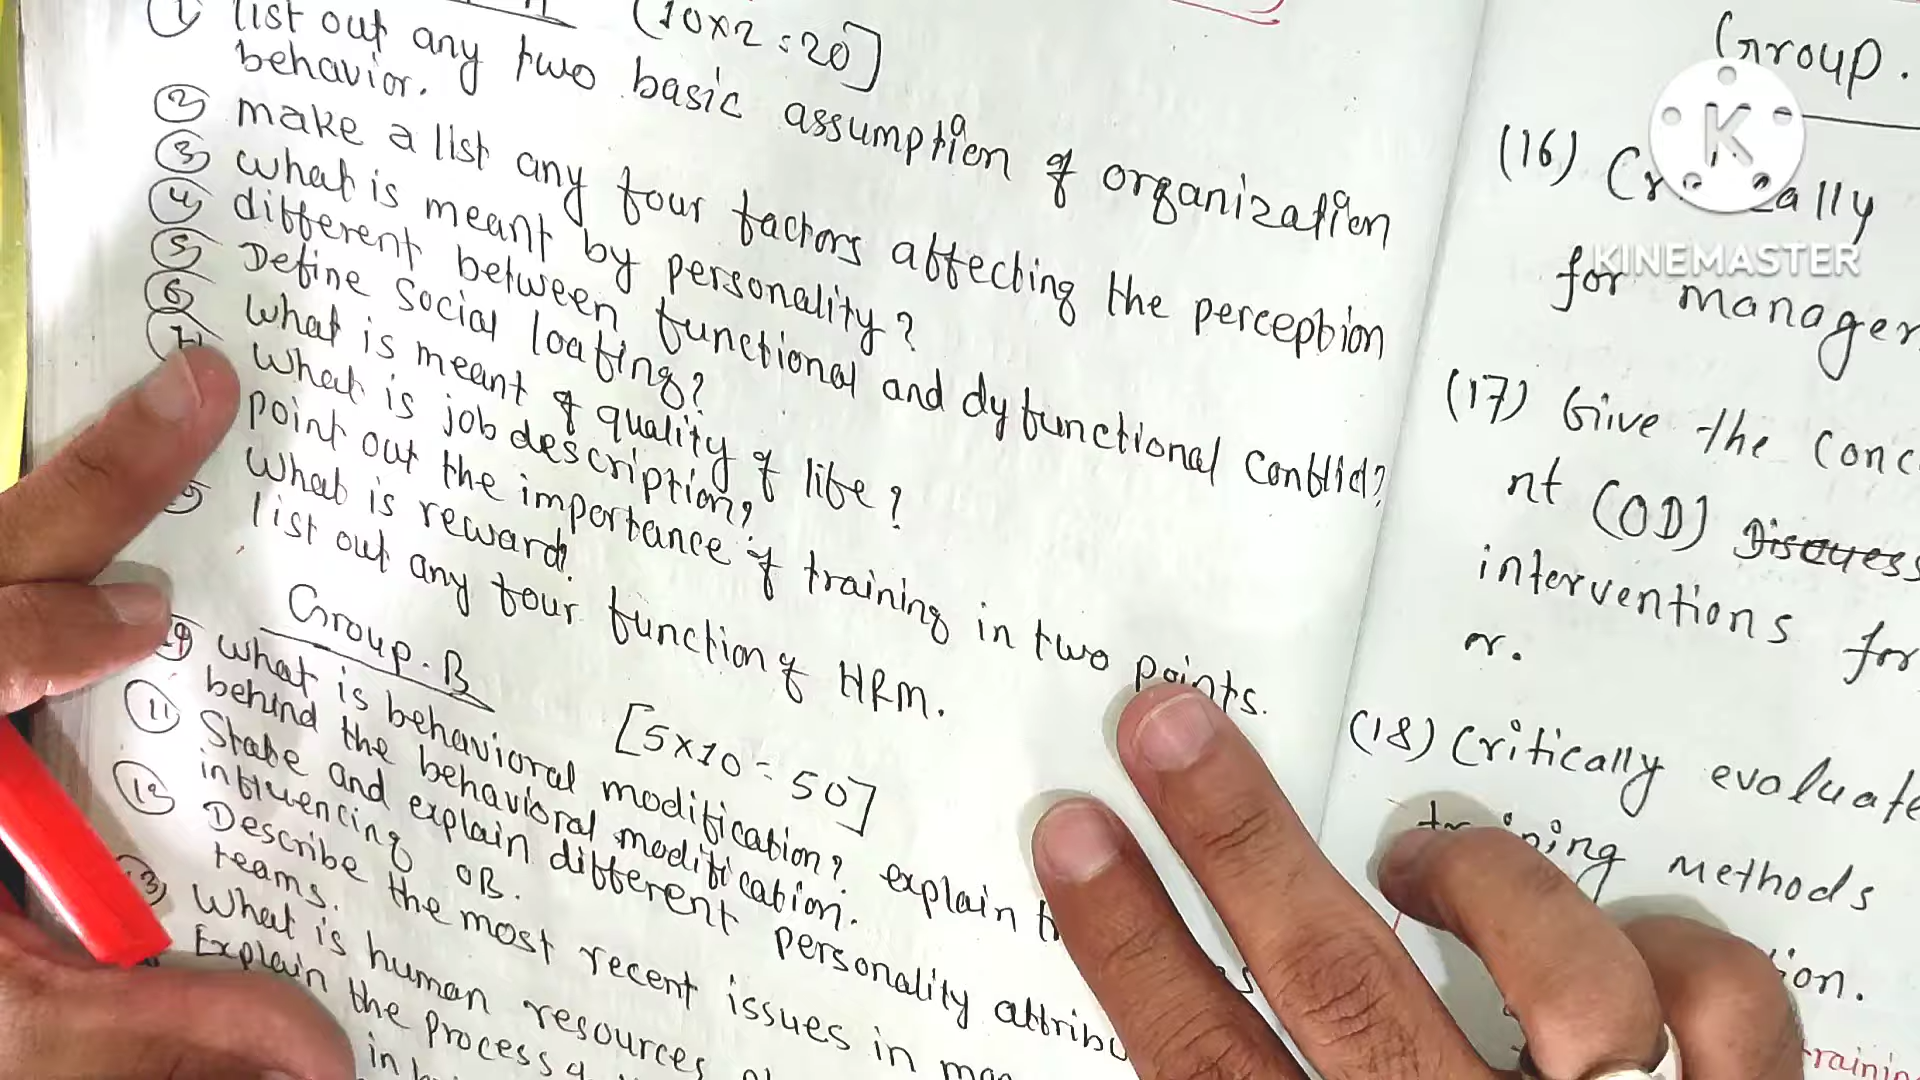 (10×2=20]
① list out any two basic assumption of organization
behavior.
② make a list any four factors affecting the perception
③ what is meant by personality?
④ different between functional and dyfunctional conflict?
⑤ Define social loafing?
⑥ what is meant of quality of life?
what is job description?
point out the importance of training in two points.
what is reward.
list out any four function of HRM.
Group-B
[5×10=50]
what is behavioral modification? explain
behind the behavioral modification.
⑪ State and explain different personality
influencing OB.
⑫ Describe the most recent issues in
teams.
What is human resources
Explain the process
in
Group.
(16)
for manager
(17) Give the
nt (OD) Discuss
interventions for
or.
(18) Critically evaluate
methods
K
KINEMASTER